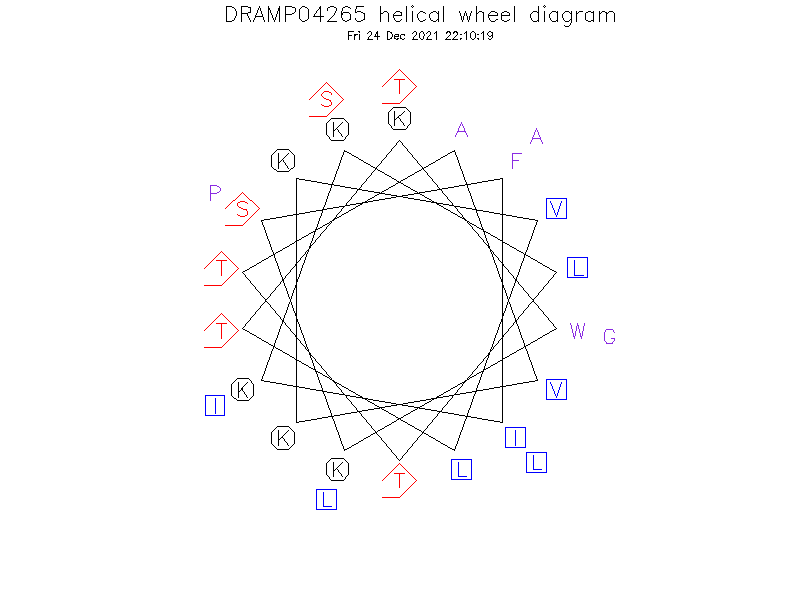 DRAMP04265 helical wheel diagram
Fri 24 Dec 2021 22:10:19
T
S
K
K
A
A
K
F
P
S
V
T
L
T
W
G
K
V
I
K
I
L
K
L
T
L